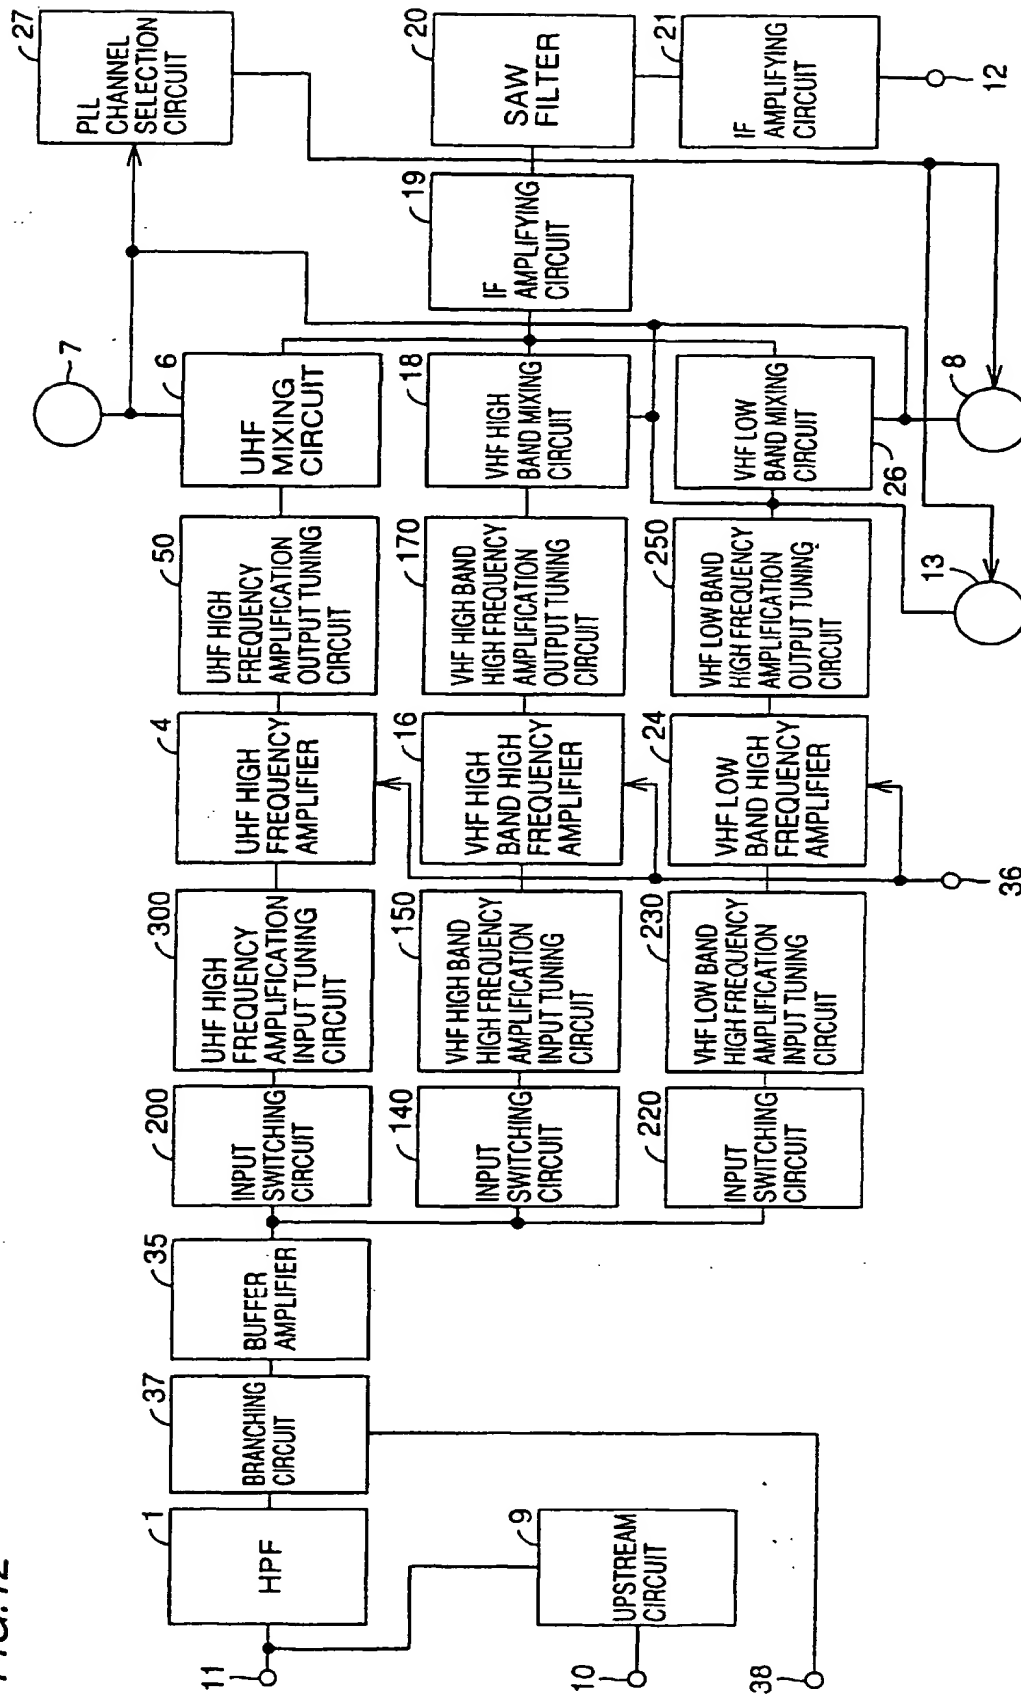 FIG.12
11
1
HPF
37
BRANCHING
CIRCUIT
35
BUFFER
AMPLIFIER
200
INPUT
SWITCHING
CIRCUIT
300
UHF HIGH
FREQUENCY
AMPLIFICATION
INPUT TUNING
CIRCUIT
4
UHF HIGH
FREQUENCY
AMPLIFIER
50
UHF HIGH
FREQUENCY
AMPLIFICATION
OUTPUT TUNING
CIRCUIT
6
UHF
MIXING
CIRCUIT
7
27
PLL
CHANNEL
SELECTION
CIRCUIT
10
9
UPSTREAM
CIRCUIT
140
INPUT
SWITCHING
CIRCUIT
150
VHF HIGH BAND
HIGH FREQUENCY
AMPLIFICATION
INPUT TUNING
CIRCUIT
16
VHF HIGH
BAND HIGH
FREQUENCY
AMPLIFIER
170
VHF HIGH BAND
HIGH FREQUENCY
AMPLIFICATION
OUTPUT TUNING
CIRCUIT
18
VHF HIGH
BAND MIXING
CIRCUIT
19
IF
AMPLIFYING
CIRCUIT
20
SAW
FILTER
38
220
INPUT
SWITCHING
CIRCUIT
230
VHF LOW BAND
HIGH FREQUENCY
AMPLIFICATION
INPUT TUNING
CIRCUIT
24
VHF LOW
BAND HIGH
FREQUENCY
AMPLIFIER
250
VHF LOW BAND
HIGH FREQUENCY
AMPLIFICATION
OUTPUT TUNING
CIRCUIT
VHF LOW
BAND MIXING
CIRCUIT
26
21
IF
AMPLIFYING
CIRCUIT
36
13
8
12